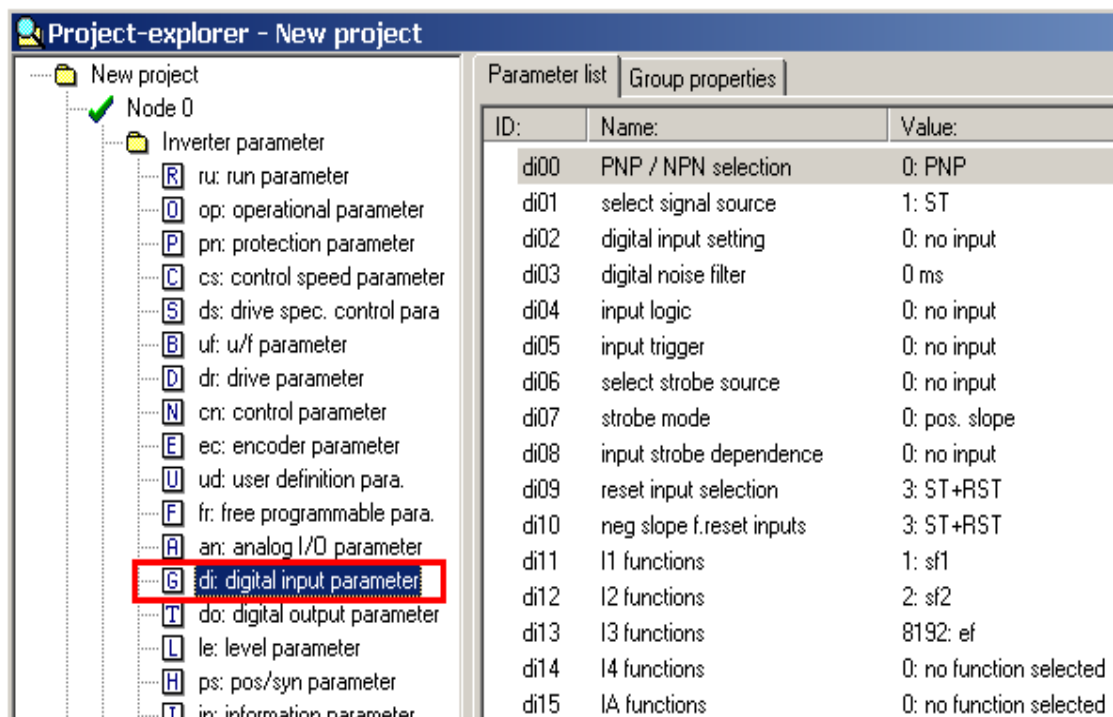 Project-explorer - New project
New project
Node 0
Inverter parameter
R ru: run parameter
O op: operational parameter
P pn: protection parameter
C cs: control speed parameter
S ds: drive spec. control para
B uf: u/f parameter
D dr: drive parameter
N cn: control parameter
E ec: encoder parameter
U ud: user definition para.
F fr: free programmable para.
A an: analog I/O parameter
G di: digital input parameter
T do: digital output parameter
L le: level parameter
H ps: pos/syn parameter
I in: information parameter
Parameter list Group properties
ID: Name: Value:
di00 PNP / NPN selection 0: PNP
di01 select signal source 1: ST
di02 digital input setting 0: no input
di03 digital noise filter 0 ms
di04 input logic 0: no input
di05 input trigger 0: no input
di06 select strobe source 0: no input
di07 strobe mode 0: pos. slope
di08 input strobe dependence 0: no input
di09 reset input selection 3: ST+RST
di10 neg slope f.reset inputs 3: ST+RST
di11 I1 functions 1: sf1
di12 I2 functions 2: sf2
di13 I3 functions 8192: ef
di14 I4 functions 0: no function selected
di15 IA functions 0: no function selected